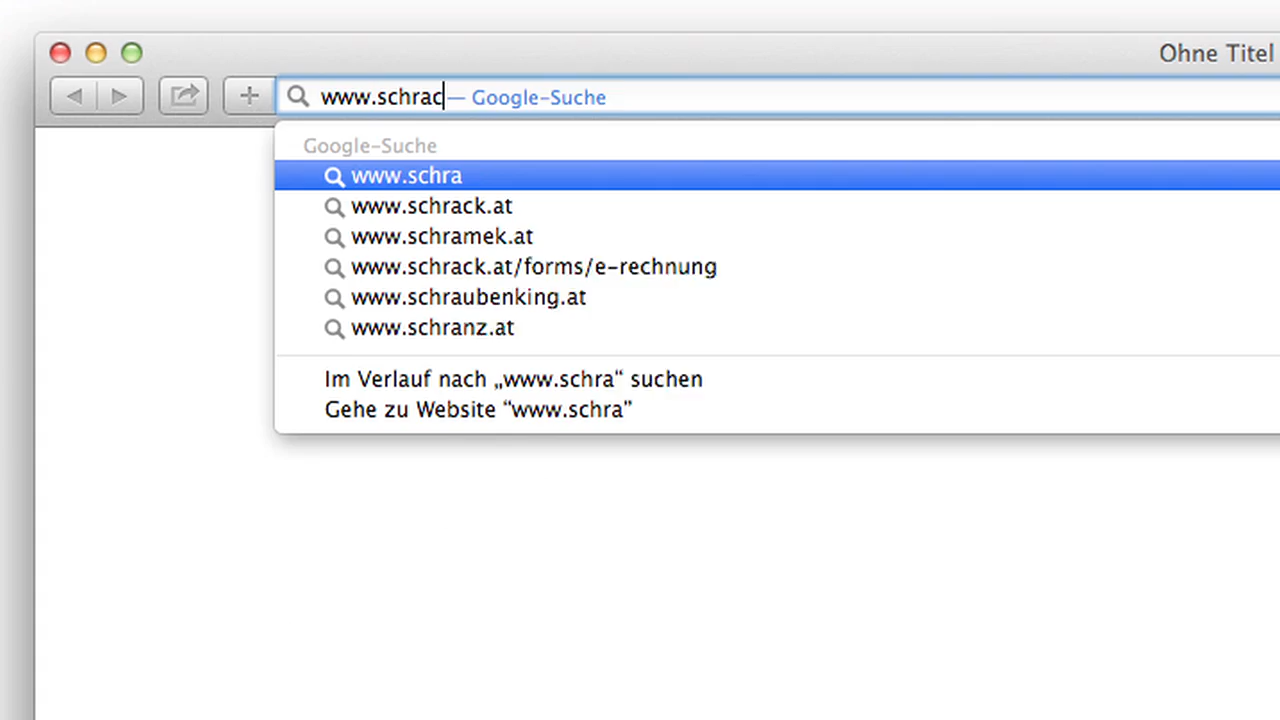 Ohne Titel
www.schrac — Google-Suche
Google-Suche
www.schra
www.schrack.at
www.schramek.at
www.schrack.at/forms/e-rechnung
www.schraubenking.at
www.schranz.at
Im Verlauf nach „www.schra“ suchen
Gehe zu Website “www.schra”